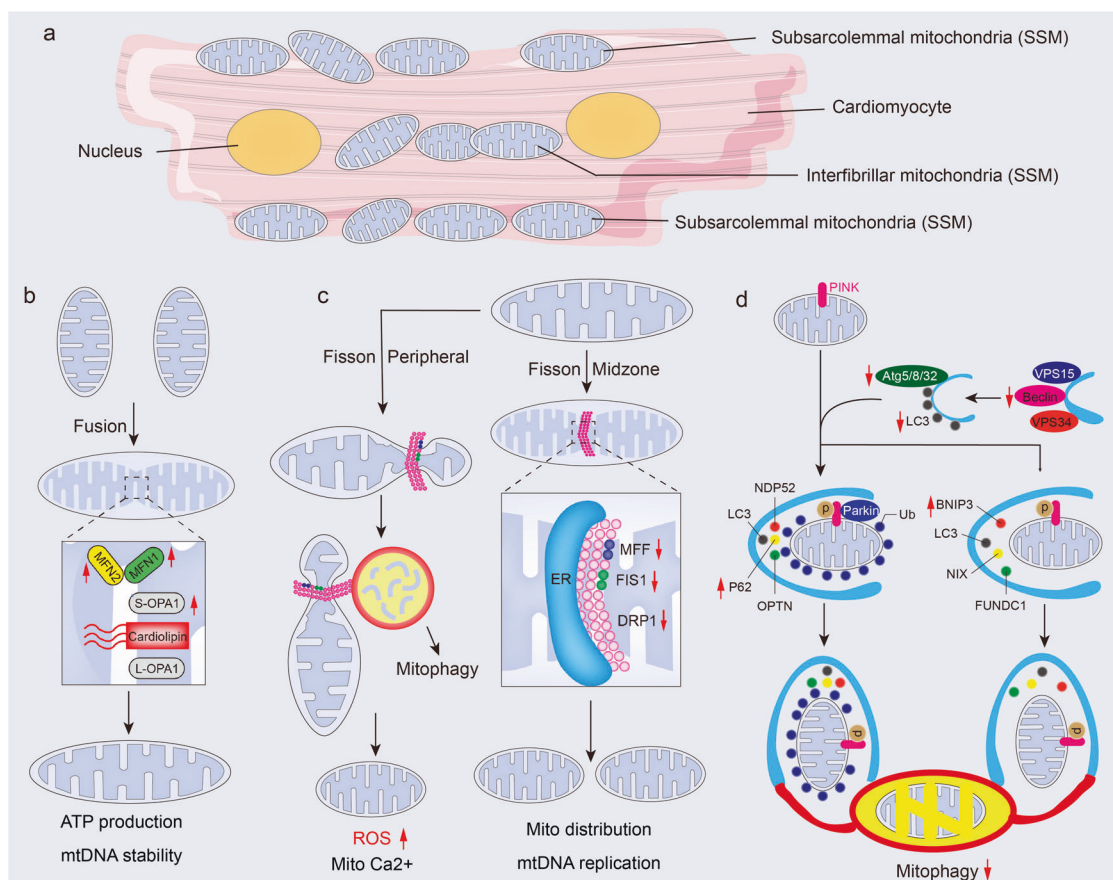 a
Subsarcolemmal mitochondria (SSM)
Cardiomyocyte
Nucleus
Interfibrillar mitochondria (SSM)
Subsarcolemmal mitochondria (SSM)
b
Fusion
MFN2
MFN1
S-OPA1
Cardiolipin
L-OPA1
ATP production
mtDNA stability
c
Fisson Peripheral
Fisson Midzone
Mitophagy
ER
MFF
FIS1
DRP1
ROS
Mito Ca2+
Mito distribution
mtDNA replication
d
PINK
Atg5/8/32
LC3
VPS15
Beclin
VPS34
NDP52
LC3
P62
OPTN
p
Parkin
Ub
BNIP3
LC3
NIX
FUNDC1
p
p
p
Mitophagy